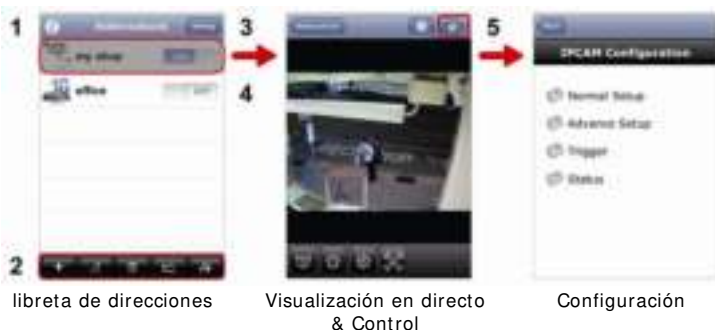 1
3
5
my shop
IPCAM Configuration
4
office
Normal Setup
Advance Setup
Trigger
Status
2
libreta de direcciones
Visualización en directo
& Control
Configuración